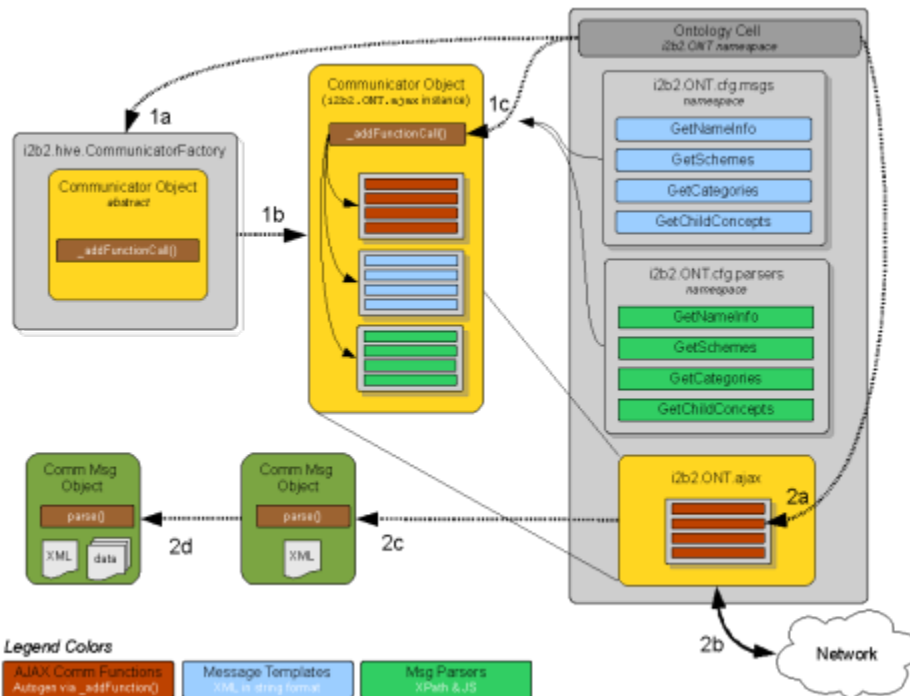 Ontology Cell
i2b2.ONT namespace
Communicator Object
(i2b2.ONT.ajax instance)
_addFunctionCall()
1c
1a
i2b2.hive.CommunicatorFactory
Communicator Object
abstract
_addFunctionCall()
1b
i2b2.ONT.cfg.msgs
namespace
GetNameInfo
GetSchemes
GetCategories
GetChildConcepts
i2b2.ONT.cfg.parsers
namespace
GetNameInfo
GetSchemes
GetCategories
GetChildConcepts
i2b2.ONT.ajax
2a
Comm Msg
Object
parse()
XML
data
2d
Comm Msg
Object
parse()
XML
2c
2b
Network
Legend Colors
AJAX Comm Functions
Autogen via _addFunction()
Message Templates
XML in string format
Msg Parsers
XPath & JS